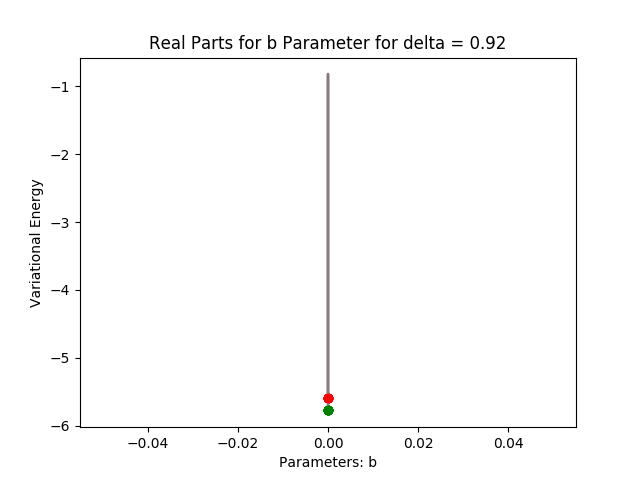 Real Parts for b Parameter for delta = 0.92
Variational Energy
−1
−2
−3
−4
−5
−6
−0.04 −0.02 0.00 0.02 0.04
Parameters: b